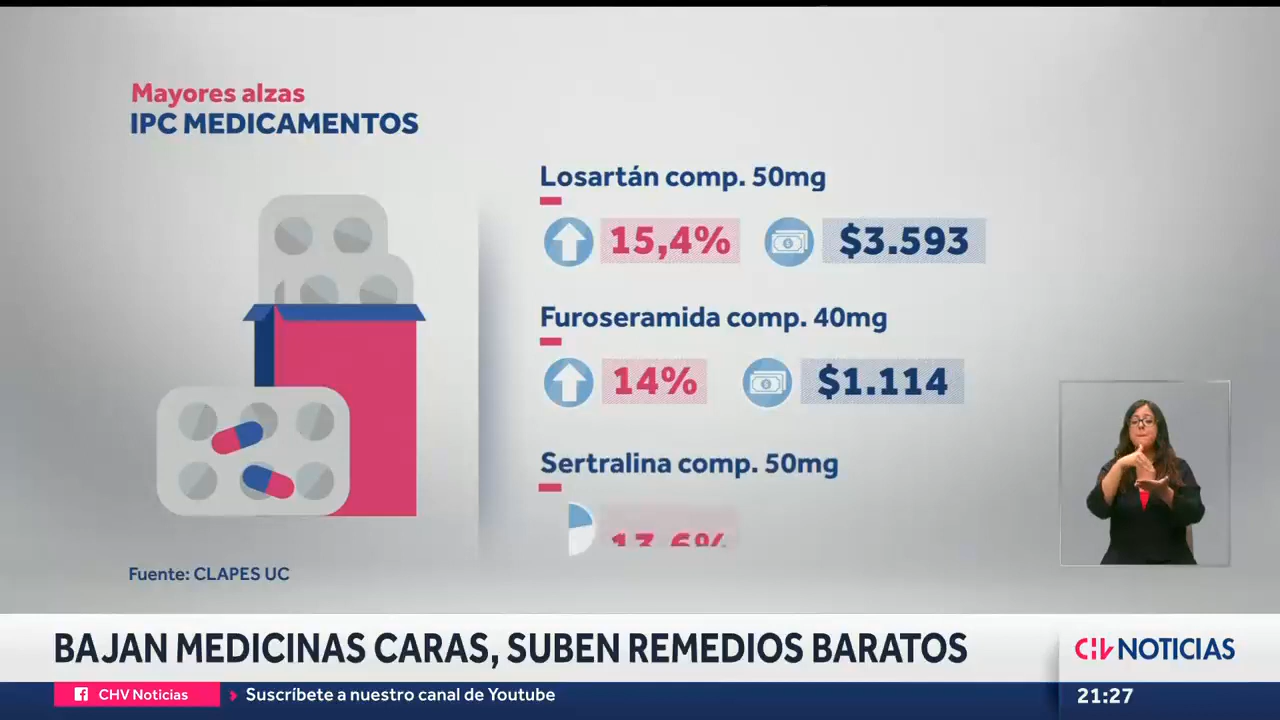 Mayores alzas
IPC MEDICAMENTOS
Losartán comp. 50mg
15,4%
$3.593
Furoseramida comp. 40mg
14%
$1.114
Sertralina comp. 50mg
13,6%
Fuente: CLAPES UC
BAJAN MEDICINAS CARAS, SUBEN REMEDIOS BARATOS
CHV NOTICIAS
CHV Noticias
Suscríbete a nuestro canal de Youtube
21:27